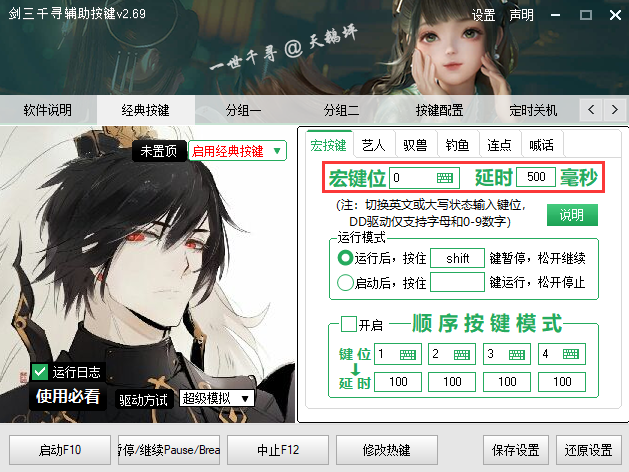 剑三千寻辅助按键v2.69
设置 声明
一世千寻 @ 天鹅坪
软件说明 经典按键 分组一 分组二 按键配置 定时关机
未置顶 启用经典按键
宏按键 艺人 驭兽 钓鱼 连点 喊话
宏键位 0 延时 500 毫秒
(注：切换英文或大写状态输入键位，
DD驱动仅支持字母和0-9数字)
说明
运行模式
运行后，按住 shift 键暂停，松开继续
启动后，按住 键运行，松开停止
开启 顺序按键模式
键位 1 2 3 4
延时 100 100 100 100
运行日志
使用必看 驱动方试 超级模拟
启动F10 暂停/继续Pause/Brea 中止F12 修改热键 保存设置 还原设置